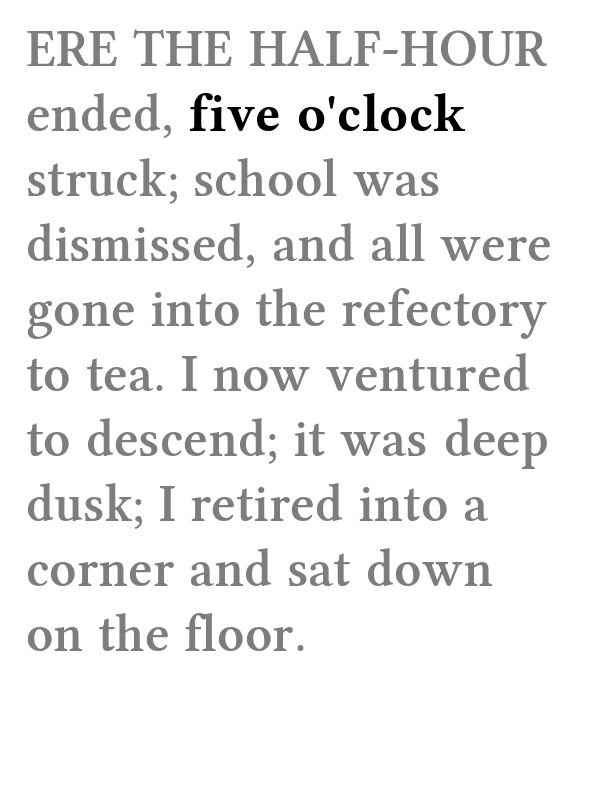 ERE THE HALF-HOUR
ended, five o'clock
struck; school was
dismissed, and all were
gone into the refectory
to tea. I now ventured
to descend; it was deep
dusk; I retired into a
corner and sat down
on the floor.